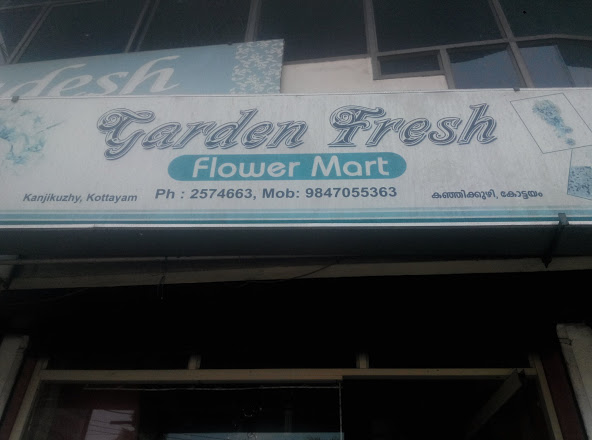 Garden Fresh
Flower Mart
Kanjikuzhy, Kottayam
Ph : 2574663, Mob: 9847055363
കഞ്ഞിക്കുഴി, കോട്ടയം